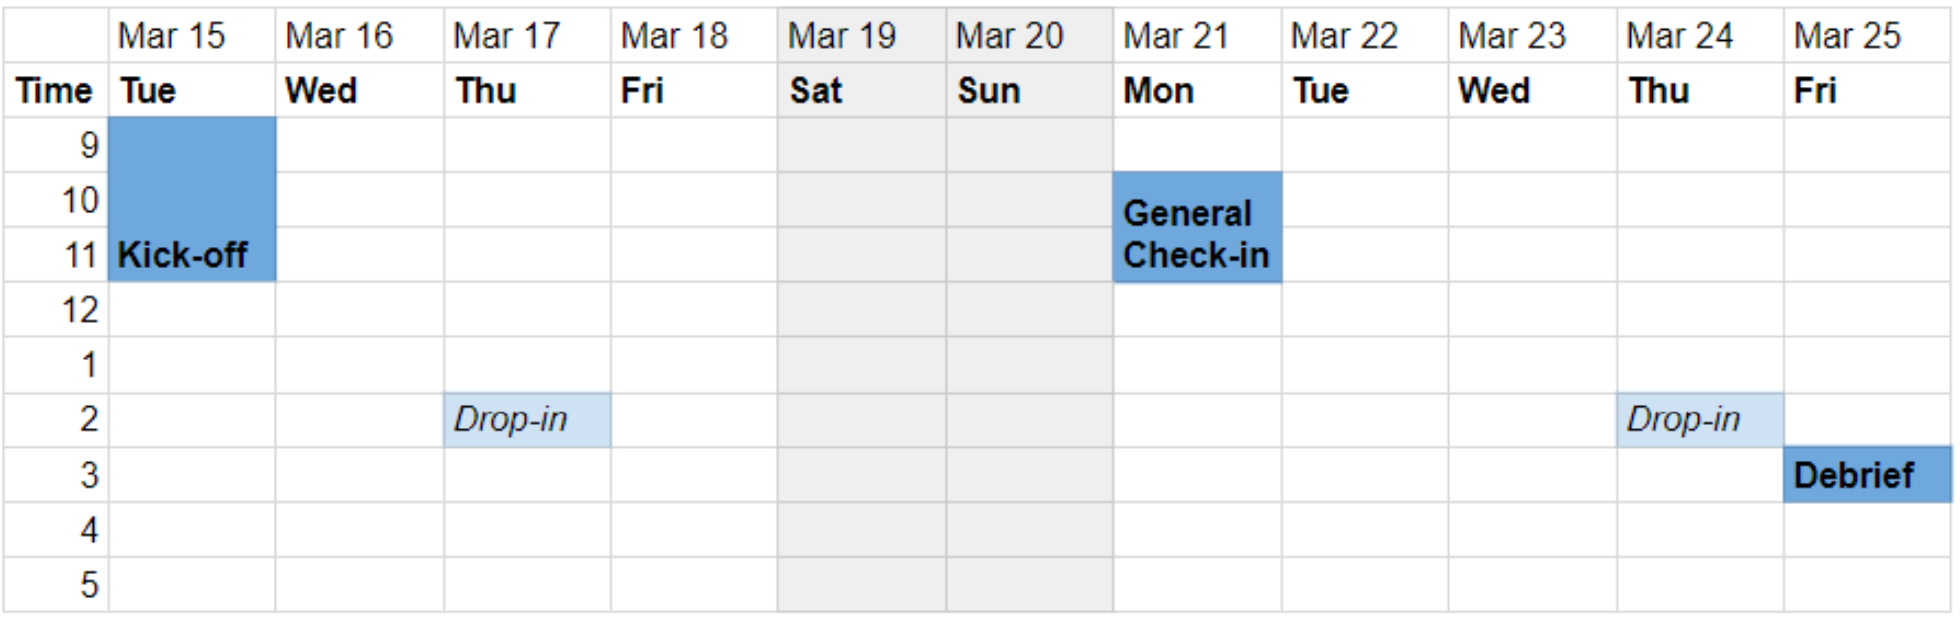 Mar 15 Mar 16 Mar 17 Mar 18 Mar 19 Mar 20 Mar 21 Mar 22 Mar 23 Mar 24 Mar 25
Time Tue Wed Thu Fri Sat Sun Mon Tue Wed Thu Fri
9
10 General
11 Kick-off Check-in
12
1
2 Drop-in Drop-in
3 Debrief
4
5